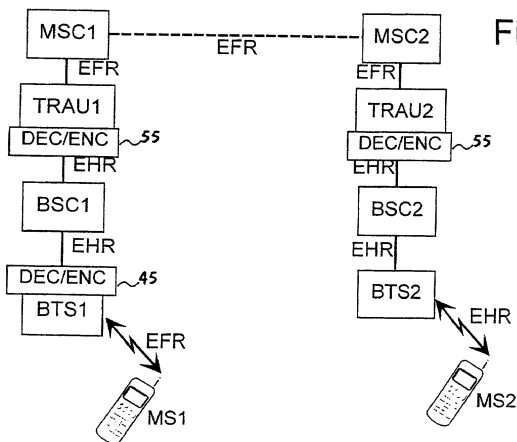 MSC1
EFR
MSC2
EFR
EFR
TRAU1
TRAU2
DEC/ENC 55
DEC/ENC 55
EHR
EHR
BSC1
BSC2
EHR
EHR
DEC/ENC 45
BTS1
BTS2
EFR
EHR
MS1
MS2